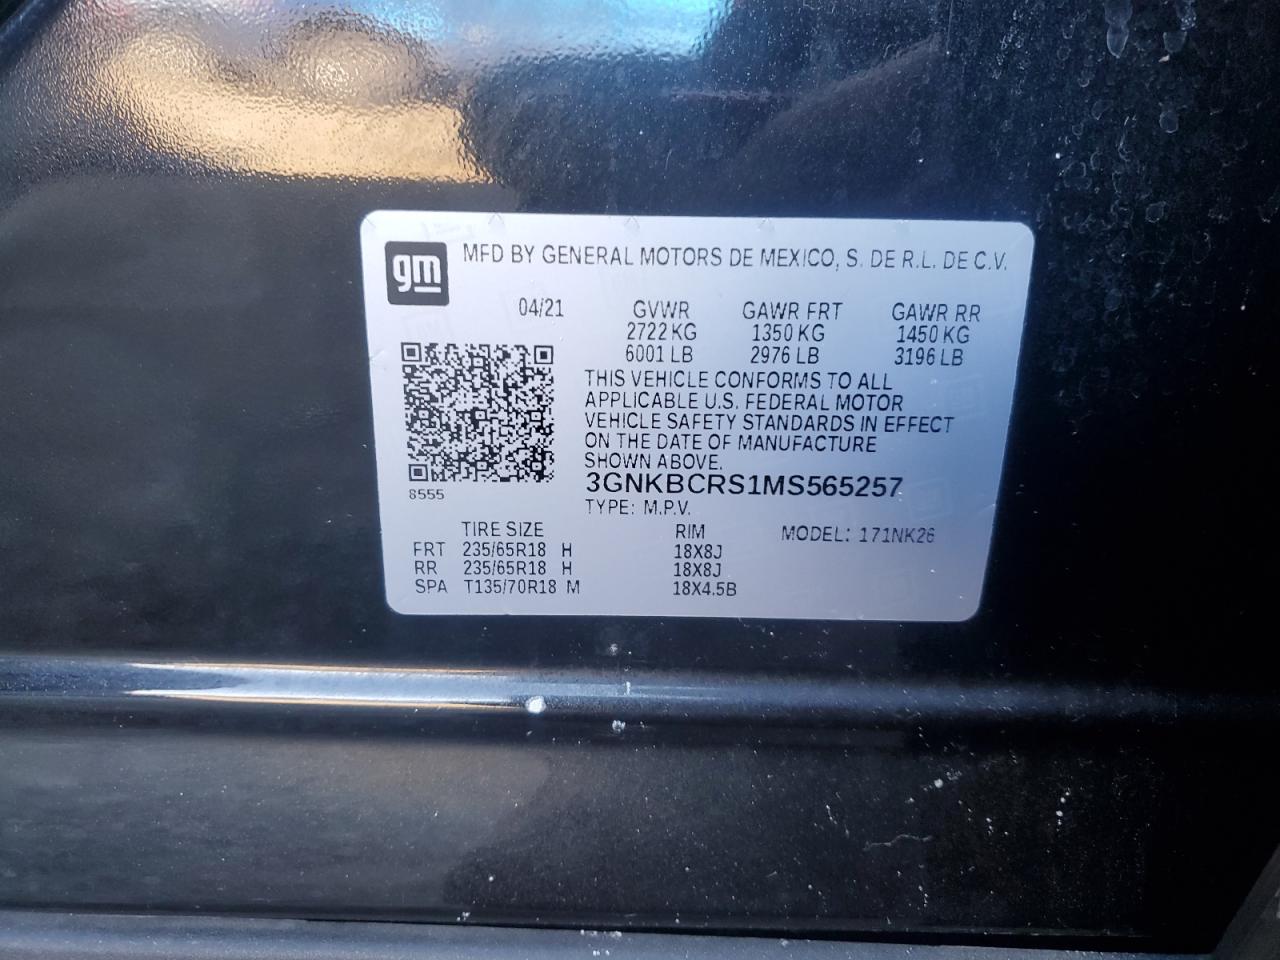 gm
MFD BY GENERAL MOTORS DE MEXICO, S. DE R.L. DE C.V.
04/21 GVWR GAWR FRT GAWR RR
2722 KG 1350 KG 1450 KG
6001 LB 2976 LB 3196 LB
THIS VEHICLE CONFORMS TO ALL
APPLICABLE U.S. FEDERAL MOTOR
VEHICLE SAFETY STANDARDS IN EFFECT
ON THE DATE OF MANUFACTURE
SHOWN ABOVE.
3GNKBCRS1MS565257
8555
TYPE: M.P.V.
TIRE SIZE RIM MODEL: 171NK26
FRT 235/65R18 H 18X8J
RR 235/65R18 H 18X8J
SPA T135/70R18 M 18X4.5B